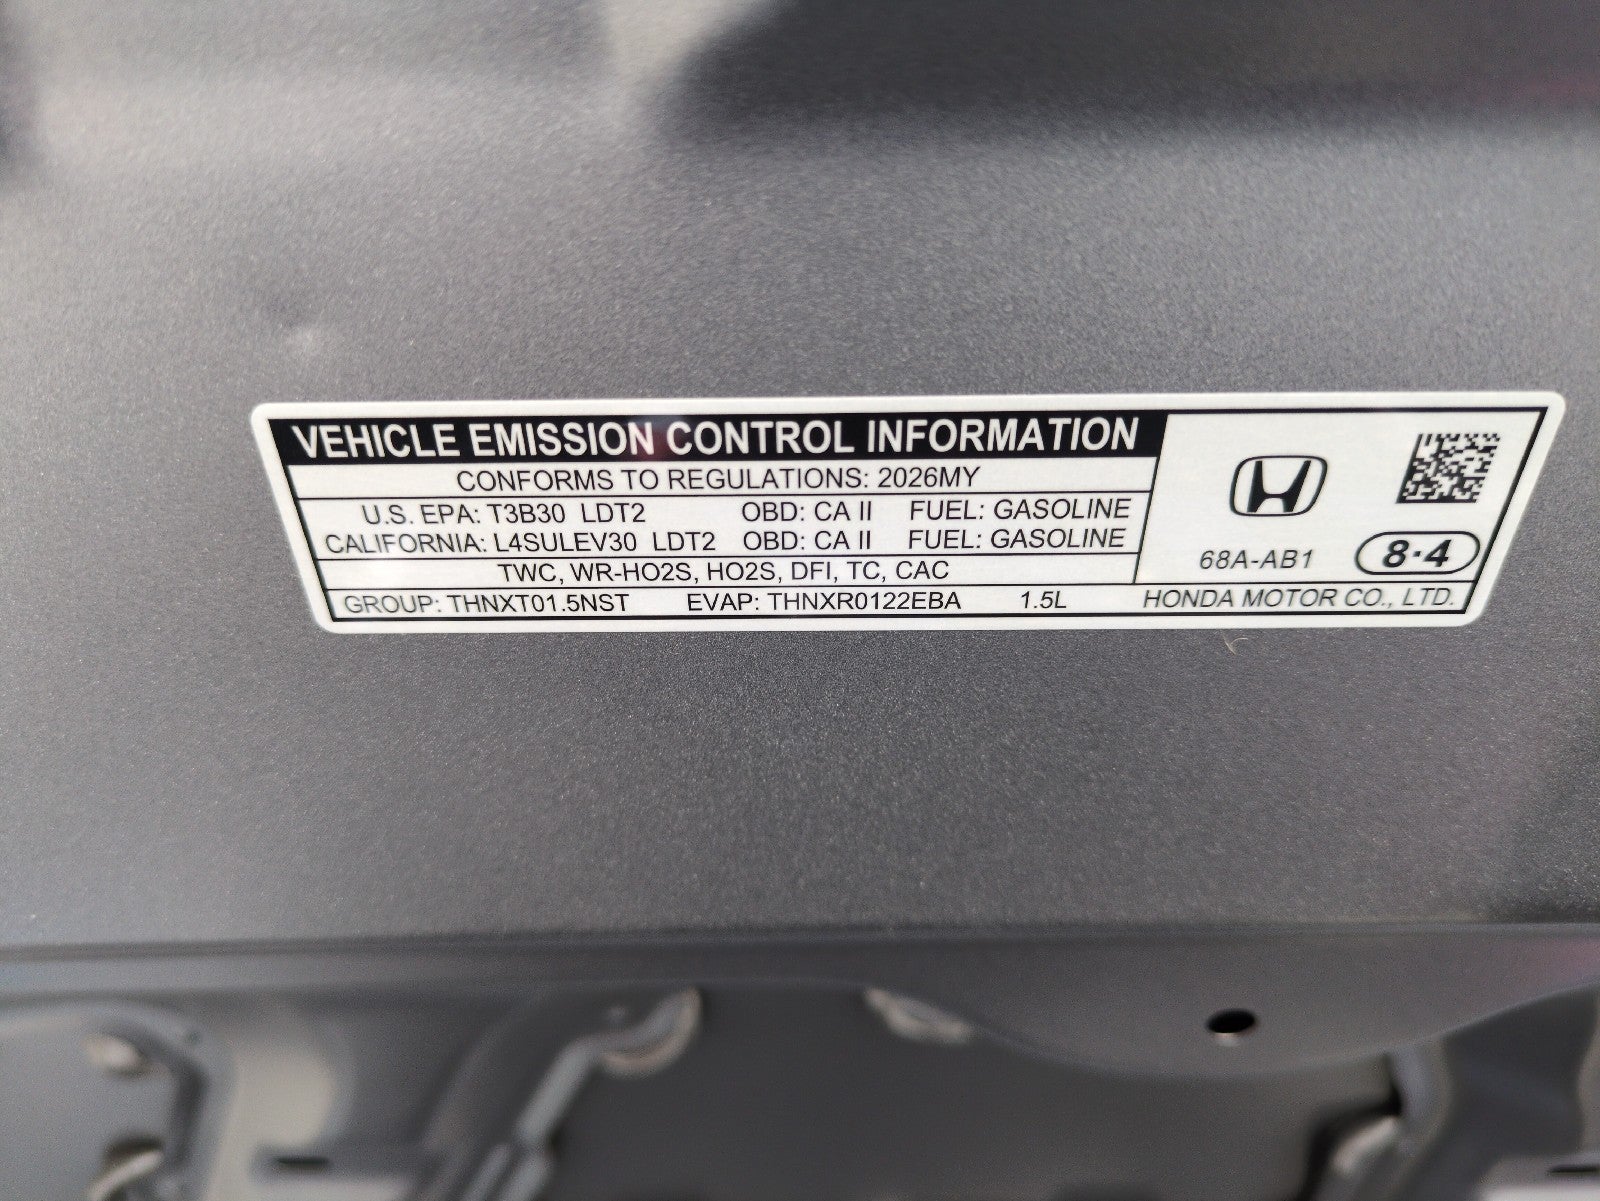 VEHICLE EMISSION CONTROL INFORMATION
CONFORMS TO REGULATIONS: 2026MY
U.S. EPA: T3B30 LDT2 OBD: CA II FUEL: GASOLINE
CALIFORNIA: L4SULEV30 LDT2 OBD: CA II FUEL: GASOLINE
TWC, WR-HO2S, HO2S, DFI, TC, CAC
GROUP: THNXT01.5NST EVAP: THNXR0122EBA 1.5L
68A-AB1 8·4
HONDA MOTOR CO., LTD.